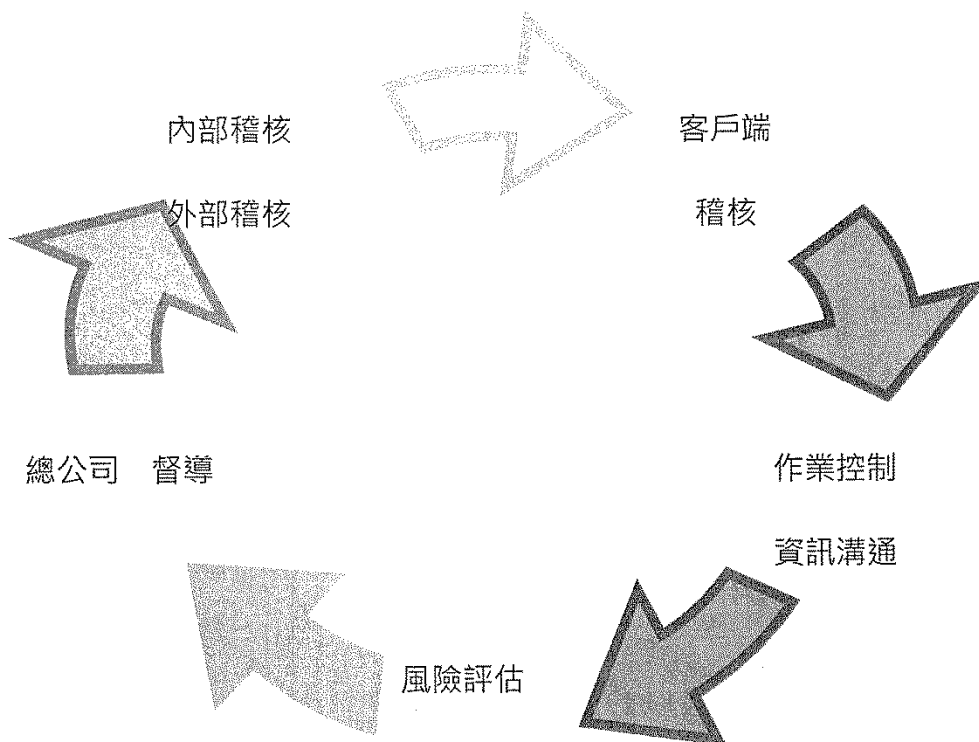 內部稽核
外部稽核
客戶端
稽核
作業控制
資訊溝通
風險評估
總公司　督導